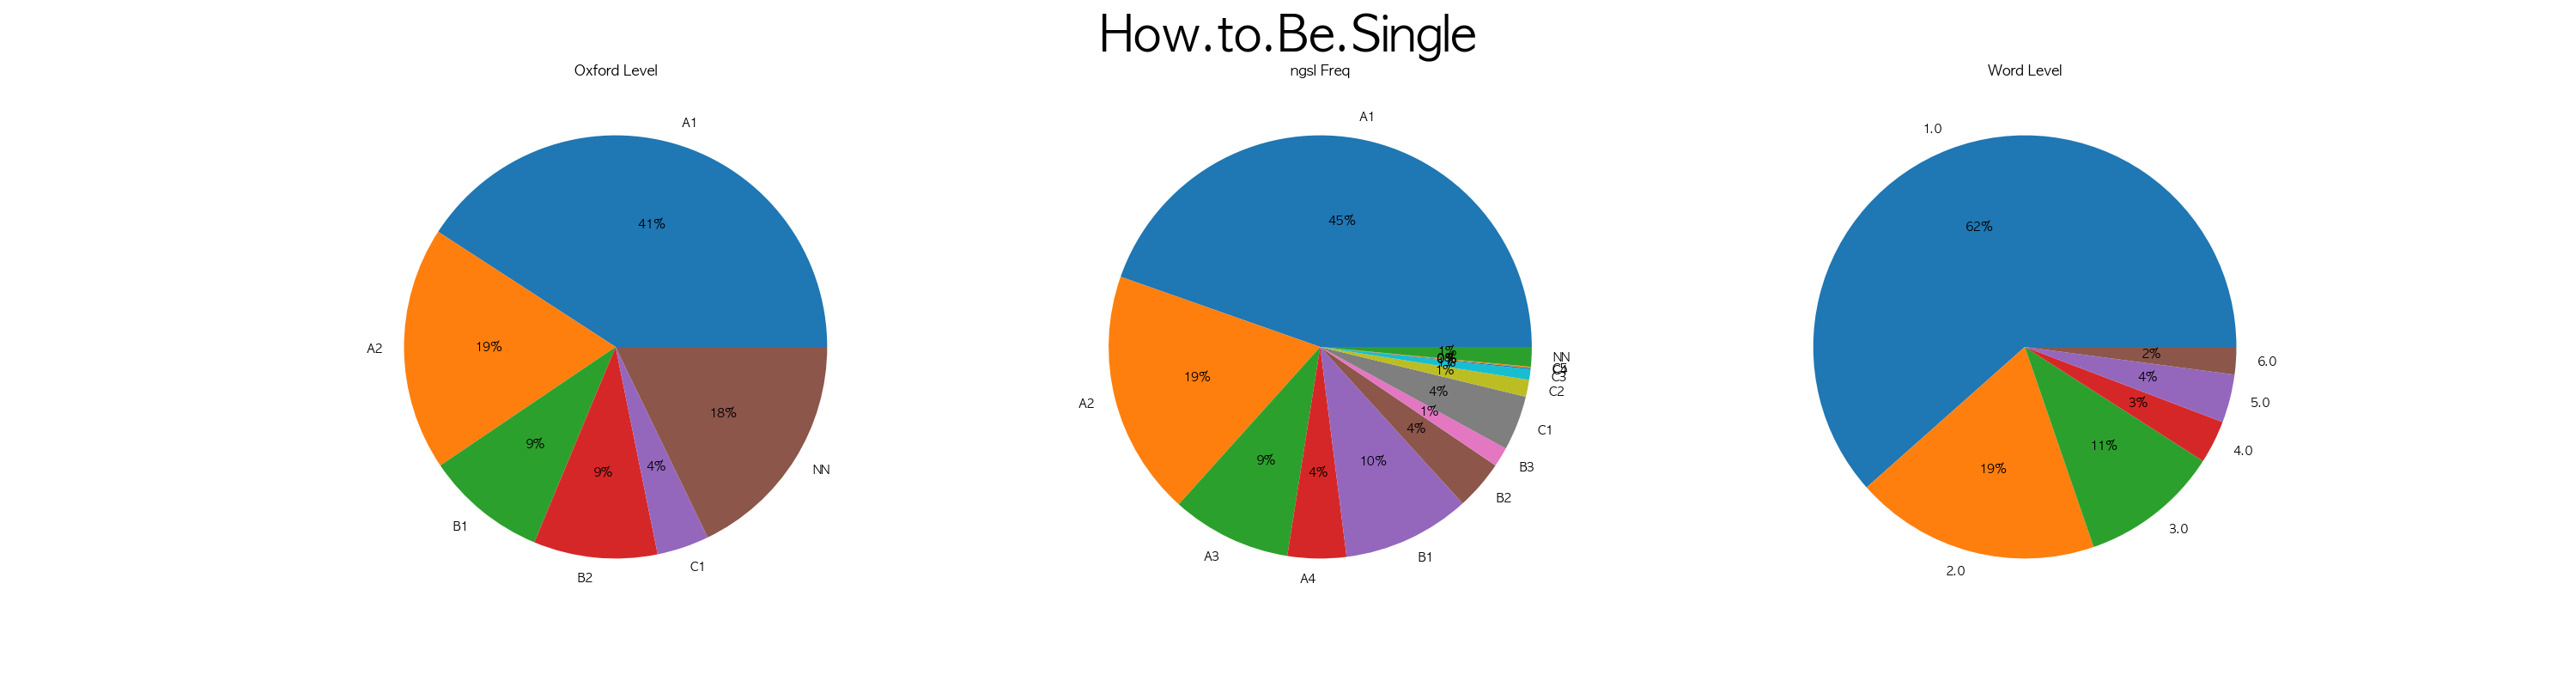 How.to.Be.Single
Oxford Level
A1
41%
A2
19%
B1
9%
B2
9%
C1
4%
NN
18%
ngsl Freq
A1
45%
A2
19%
A3
9%
A4
4%
B1
10%
B2
4%
B3
1%
C1
4%
C2
1%
C3
NN
1%
Word Level
1.0
62%
2.0
19%
3.0
11%
4.0
3%
5.0
4%
6.0
2%